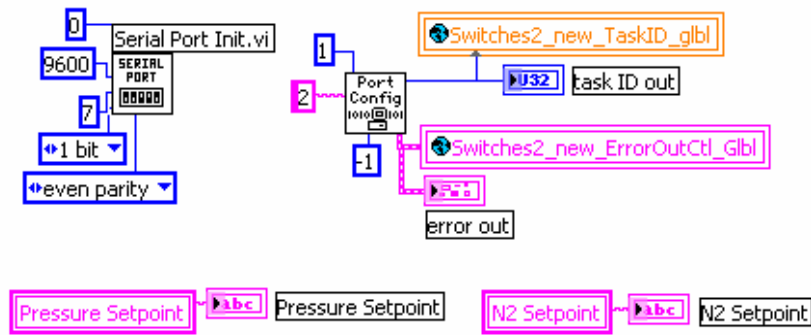 0
Serial Port Init.vi
Switches2_new_TaskID_glbl
9600
SERIAL
PORT
1
Port
Config
U32
task ID out
2
7
1 bit
-1
Switches2_new_ErrorOutCtl_Glbl
even parity
error out
Pressure Setpoint
abc
Pressure Setpoint
N2 Setpoint
abc
N2 Setpoint